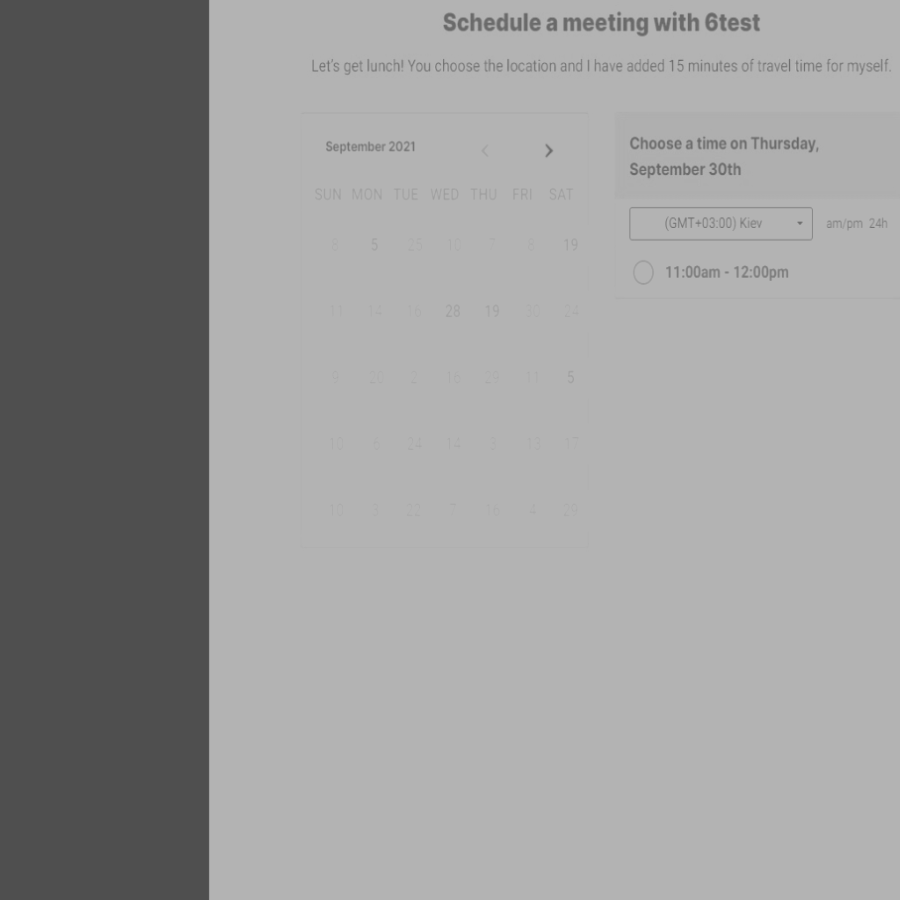 Schedule a meeting with 6test
Let's get lunch! You choose the location and I have added 15 minutes of travel time for myself.
September 2021
SUN MON TUE WED THU FRI SAT
8 5 25 10 7 8 19
11 14 16 28 19 30 24
9 20 2 16 29 11 5
10 6 24 14 3 13 17
10 3 22 7 16 4 29
Choose a time on Thursday,
September 30th
(GMT+03:00) Kiev am/pm 24h
11:00am - 12:00pm